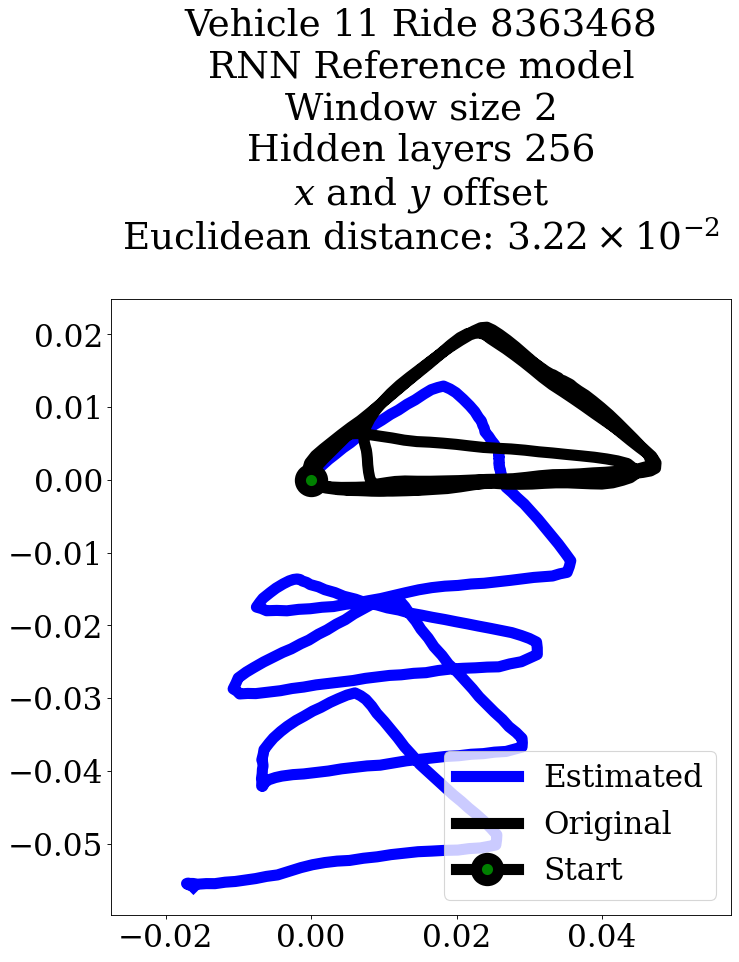 Vehicle 11 Ride 8363468
RNN Reference model
Window size 2
Hidden layers 256
x and y offset
Euclidean distance: 3.22 × 10⁻²
0.02
0.01
0.00
−0.01
−0.02
−0.03
−0.04
−0.05
Estimated
Original
Start
−0.02 0.00 0.02 0.04